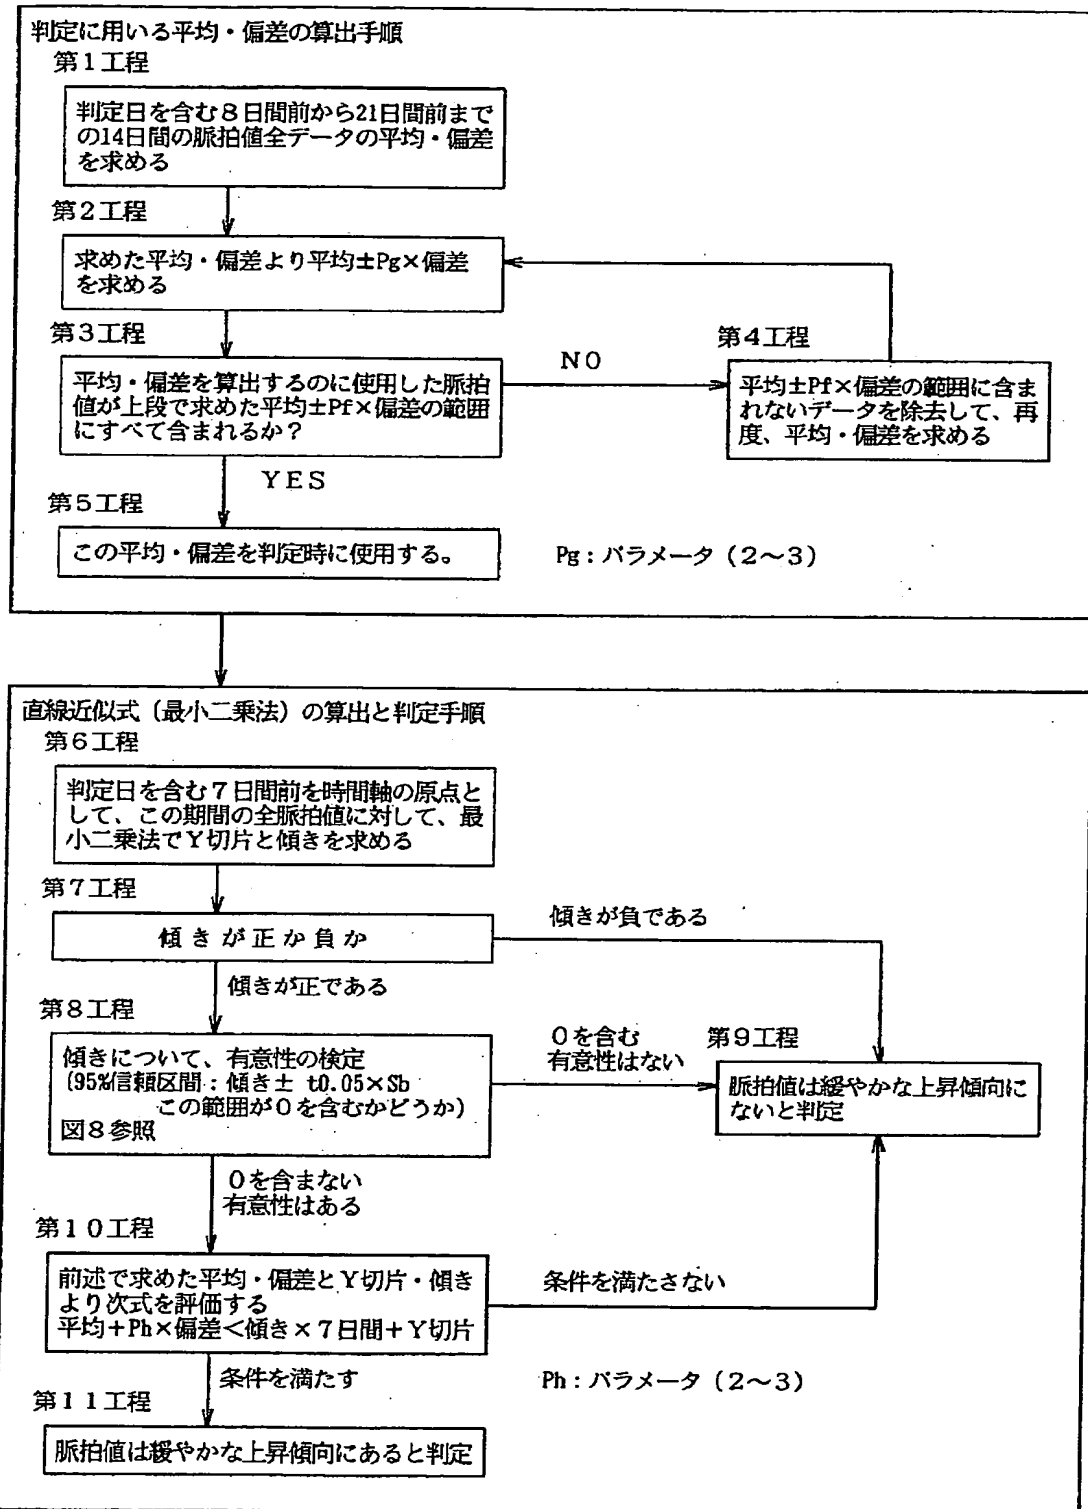 判定に用いる平均・偏差の算出手順
第1工程
判定日を含む8日間前から21日間前まで
の14日間の脈拍値全データの平均・偏差
を求める
第2工程
求めた平均・偏差より平均±Pg×偏差
を求める
第3工程
平均・偏差を算出するのに使用した脈拍
値が上段で求めた平均±Pf×偏差の範囲
にすべて含まれるか?
NO
第4工程
平均±Pf×偏差の範囲に含ま
れないデータを除去して、再
度、平均・偏差を求める
YES
第5工程
この平均・偏差を判定時に使用する。
Pg:パラメータ(2~3)
直線近似式(最小二乗法)の算出と判定手順
第6工程
判定日を含む7日間前を時間軸の原点と
して、この期間の全脈拍値に対して、最
小二乗法でY切片と傾きを求める
第7工程
傾きが正か負か
傾きが負である
傾きが正である
第8工程
傾きについて、有意性の検定
(95%信頼区間:傾き± t0.05×Sb
この範囲が0を含むかどうか)
図8参照
0を含む
有意性はない
第9工程
脈拍値は緩やかな上昇傾向に
ないと判定
0を含まない
有意性はある
第10工程
前述で求めた平均・偏差とY切片・傾き
より次式を評価する
平均+Ph×偏差<傾き×7日間+Y切片
条件を満たさない
条件を満たす
Ph:パラメータ(2~3)
第11工程
脈拍値は緩やかな上昇傾向にあると判定